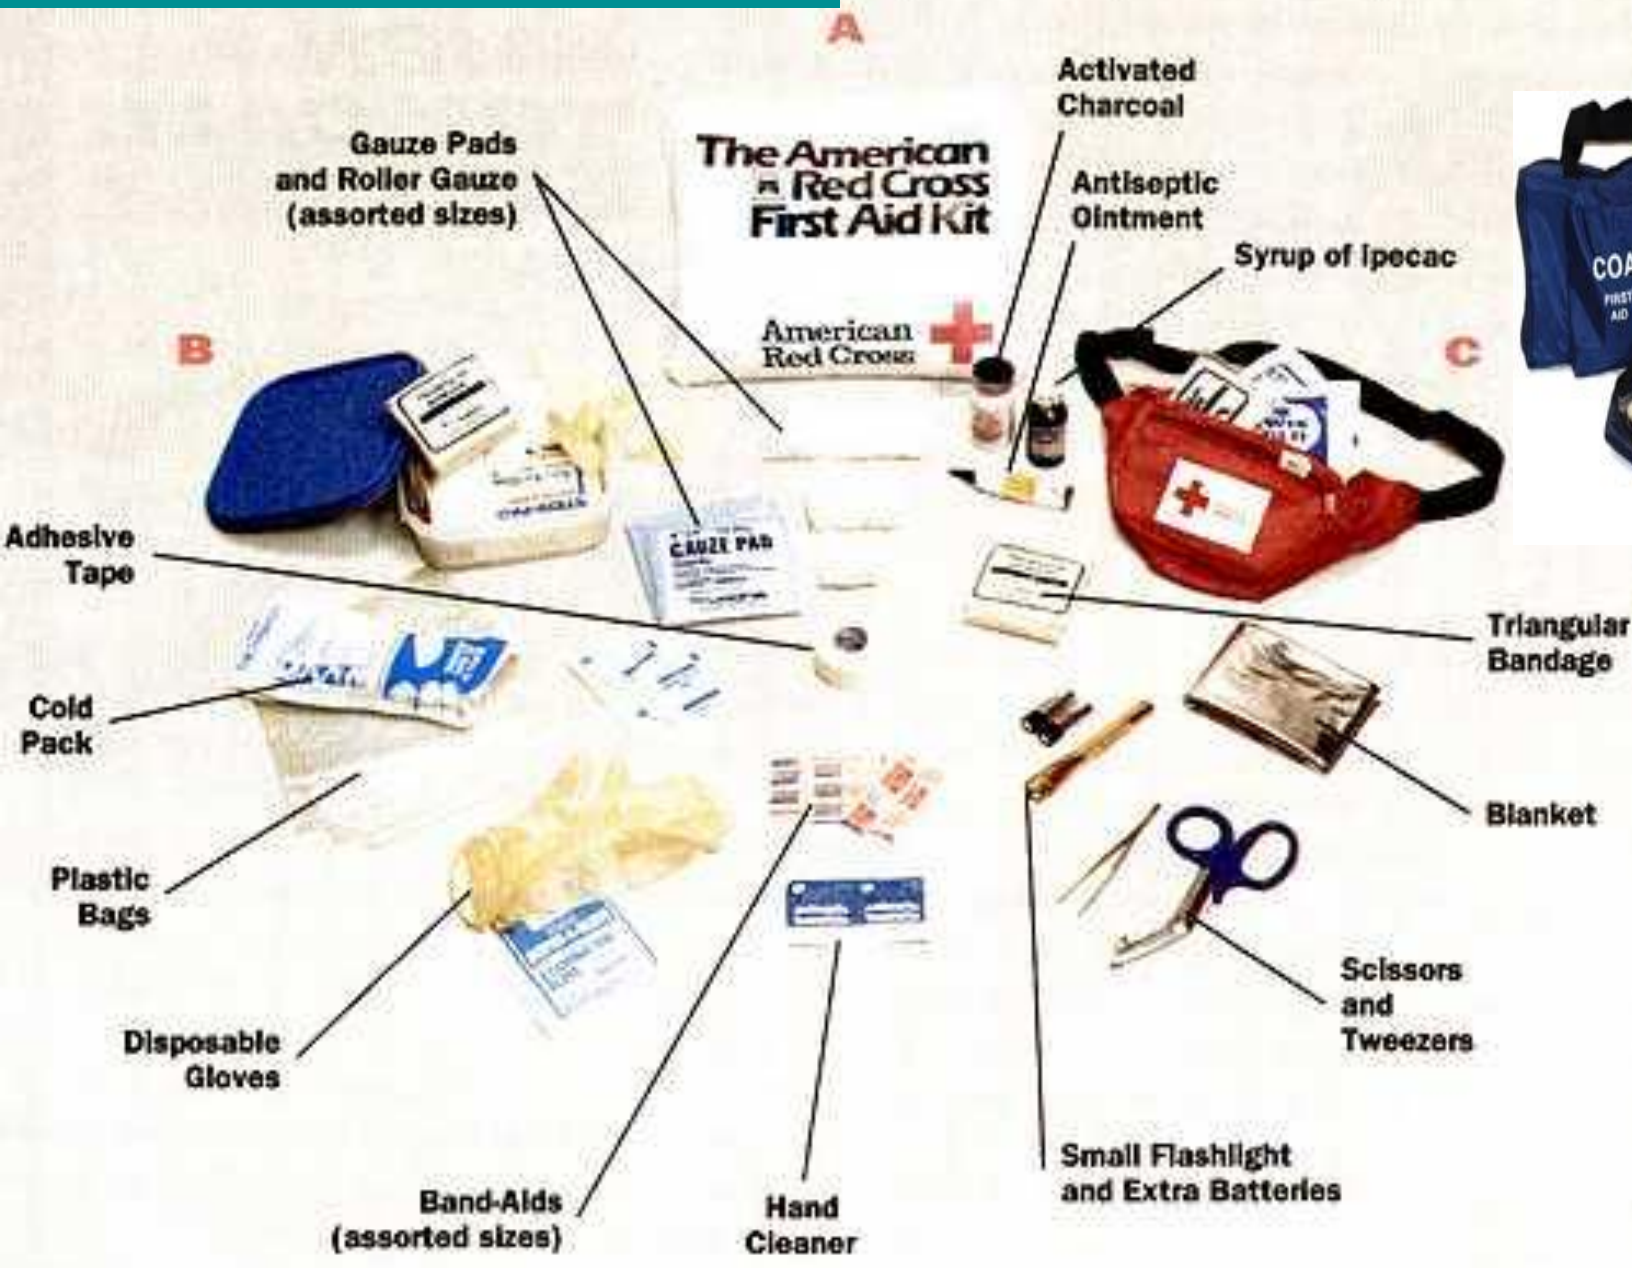 A
Activated
Charcoal
Gauze Pads
and Roller Gauze
(assorted sizes)
The American
Red Cross
First Aid Kit
Antiseptic
Ointment
Syrup of Ipecac
COA
FIRST
AID
American
Red Cross
B
C
Adhesive
Tape
GAUZE PAD
Triangular
Bandage
Cold
Pack
Blanket
Plastic
Bags
Scissors
and
Tweezers
Disposable
Gloves
Small Flashlight
and Extra Batteries
Band-Aids
(assorted sizes)
Hand
Cleaner